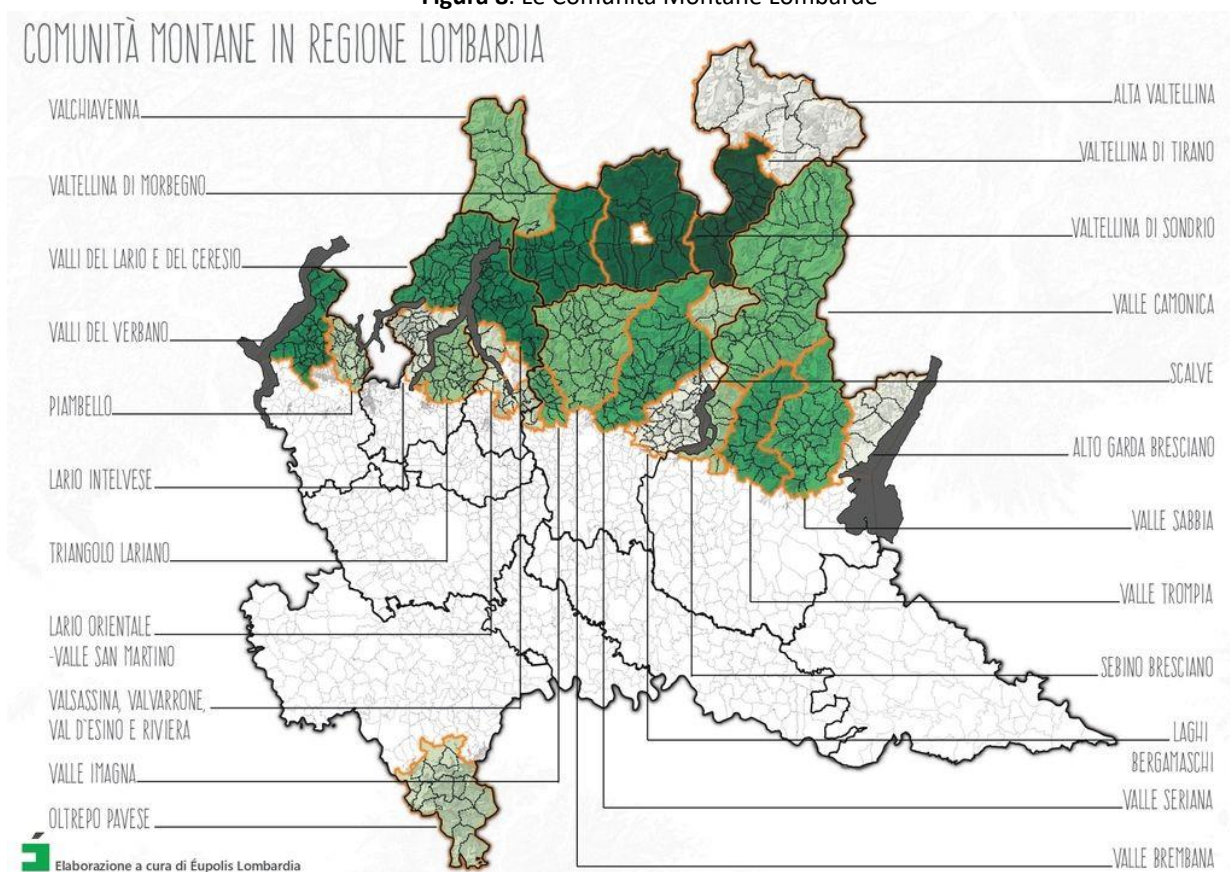 Figura 8. Le Comunità Montane Lombarde
COMUNITÀ MONTANE IN REGIONE LOMBARDIA
VALCHIAVENNA
VALTELLINA DI MORBEGNO
VALLI DEL LARIO E DEL CERESIO
VALLI DEL VERBANO
PIAMBELLO
LARIO INTELVESE
TRIANGOLO LARIANO
LARIO ORIENTALE
-VALLE SAN MARTINO
VALSASSINA, VALVARRONE,
VAL D'ESINO E RIVIERA
VALLE IMAGNA
OLTREPO PAVESE
ALTA VALTELLINA
VALTELLINA DI TIRANO
VALTELLINA DI SONDRIO
VALLE CAMONICA
SCALVE
ALTO GARDA BRESCIANO
VALLE SABBIA
VALLE TROMPIA
SEBINO BRESCIANO
LAGHI
BERGAMASCHI
VALLE SERIANA
VALLE BREMBANA
Elaborazione a cura di Éupolis Lombardia